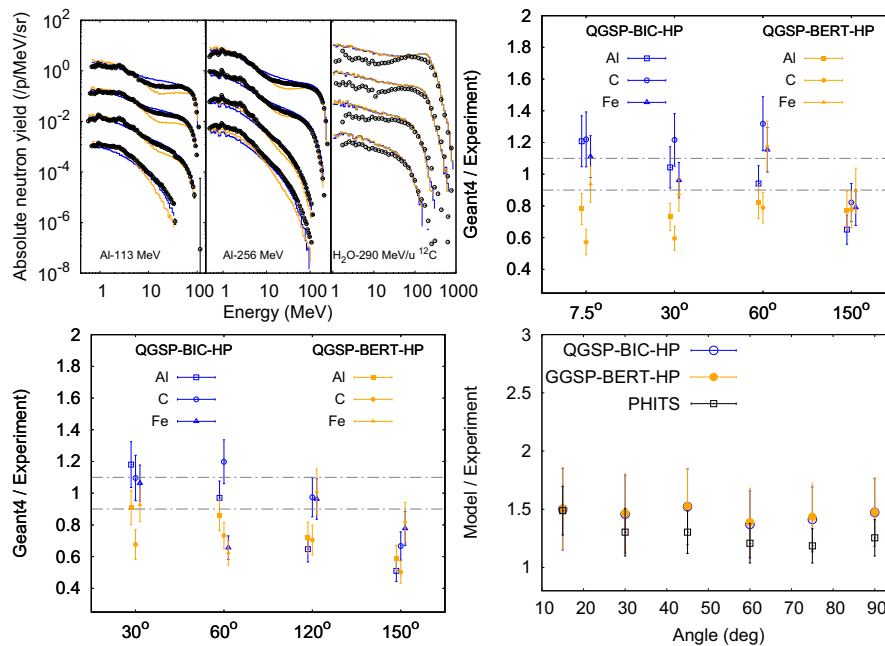 Absolute neutron yield (/p/MeV/sr)
10²
10⁰
10⁻²
10⁻⁴
10⁻⁶
10⁻⁸
Al-113 MeV
Al-256 MeV
H₂O-290 MeV/u ¹²C
1 10 100
1 10 100
1 10 100 1000
Energy (MeV)
Geant4 / Experiment
2
1.8
1.6
1.4
1.2
1
0.8
0.6
0.4
QGSP-BIC-HP QGSP-BERT-HP
Al Al
C C
Fe Fe
7.5° 30° 60° 150°
Geant4 / Experiment
2
1.8
1.6
1.4
1.2
1
0.8
0.6
0.4
QGSP-BIC-HP QGSP-BERT-HP
Al Al
C C
Fe Fe
30° 60° 120° 150°
Model / Experiment
3
2.5
2
1.5
1
QGSP-BIC-HP
GGSP-BERT-HP
PHITS
10 20 30 40 50 60 70 80 90
Angle (deg)